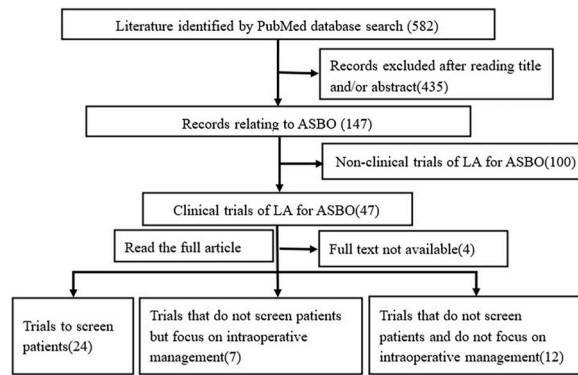 Literature identified by PubMed database search (582)
Records excluded after reading title
and/or abstract(435)
Records relating to ASBO (147)
Non-clinical trials of LA for ASBO(100)
Clinical trials of LA for ASBO(47)
Read the full article
Full text not available(4)
Trials to screen
patients(24)
Trials that do not screen patients
but focus on intraoperative
management(7)
Trials that do not screen
patients and do not focus on
intraoperative management(12)